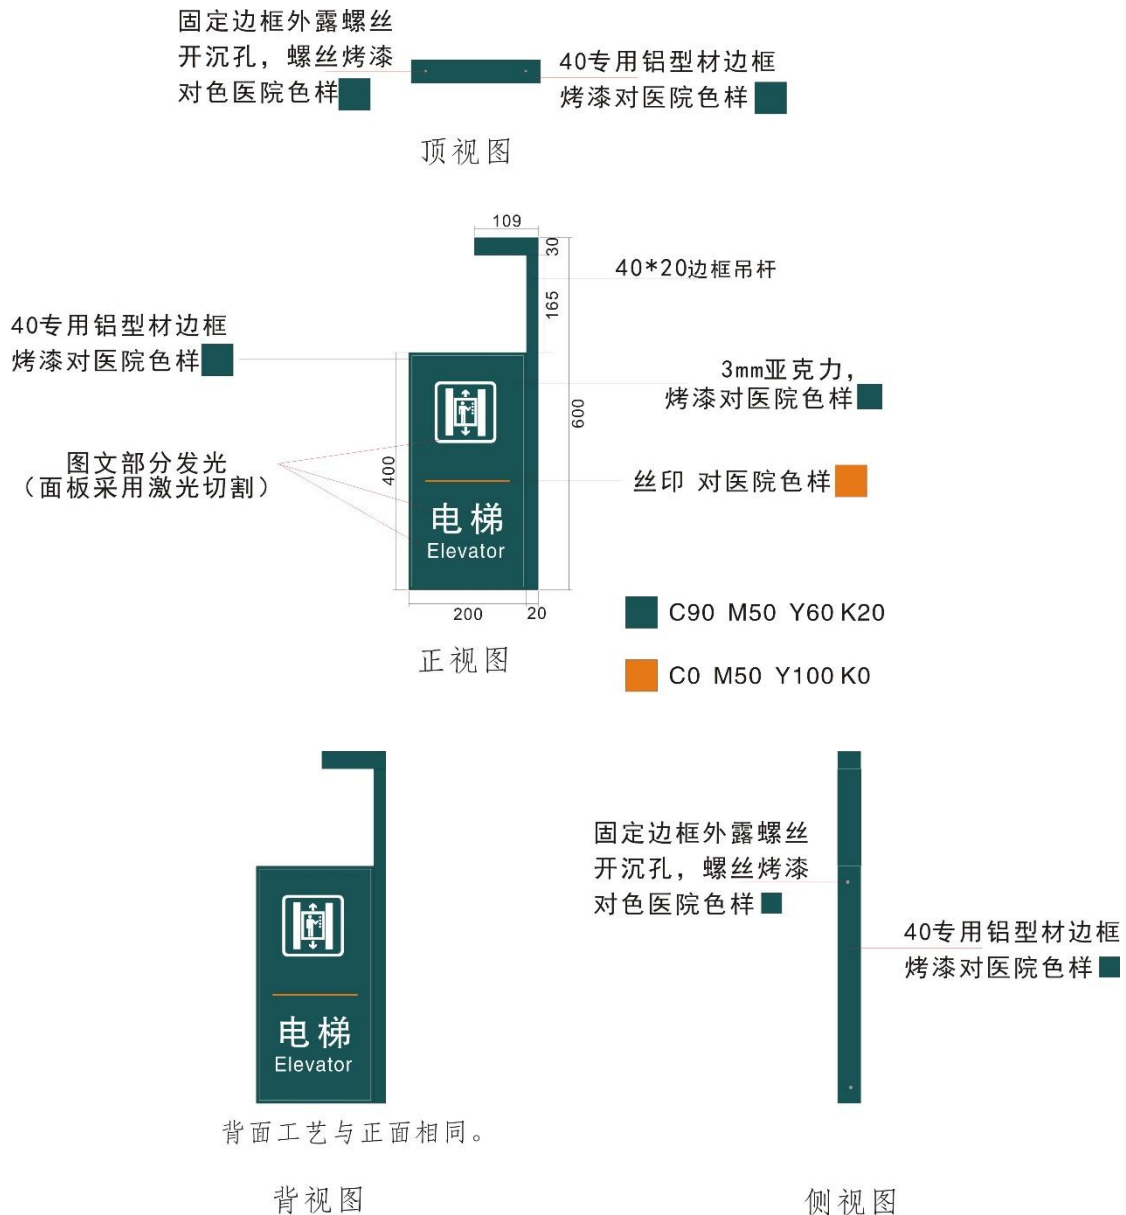 固定边框外露螺丝
开沉孔，螺丝烤漆
对色医院色样
40专用铝型材边框
烤漆对医院色样
顶视图
109
30
40*20边框吊杆
165
40专用铝型材边框
烤漆对医院色样
3mm亚克力，
烤漆对医院色样
600
图文部分发光
（面板采用激光切割）
400
丝印 对医院色样
电梯
Elevator
200
20
C90 M50 Y60 K20
正视图
C0 M50 Y100 K0
固定边框外露螺丝
开沉孔，螺丝烤漆
对色医院色样
40专用铝型材边框
烤漆对医院色样
电梯
Elevator
背面工艺与正面相同。
背视图
侧视图